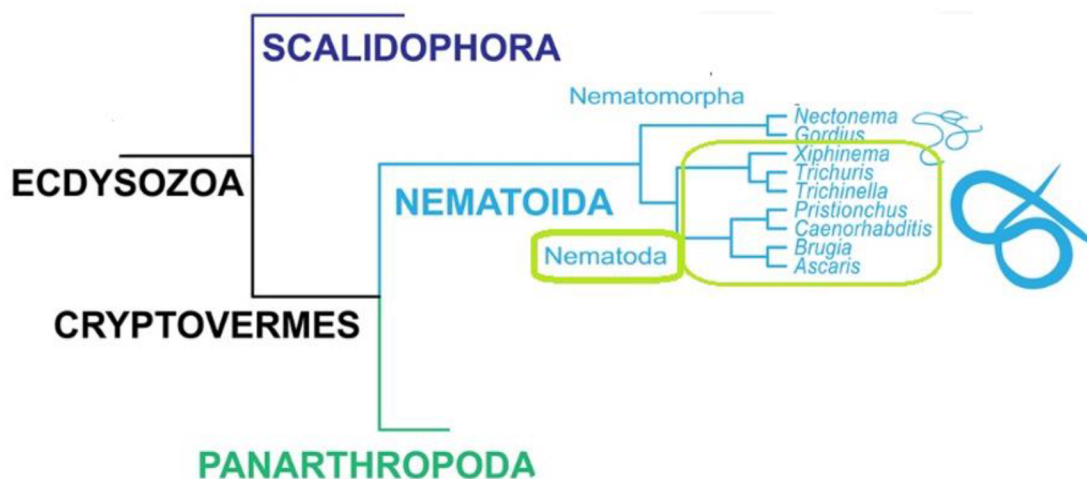 SCALIDOPHORA
Nematomorpha
Nectonema
Gordius
Xiphinema
ECDYSOZOA
Trichuris
Trichinella
NEMATOIDA
Pristionchus
Caenorhabditis
Nematoda
Brugia
Ascaris
CRYPTOVERMES
PANARTHROPODA